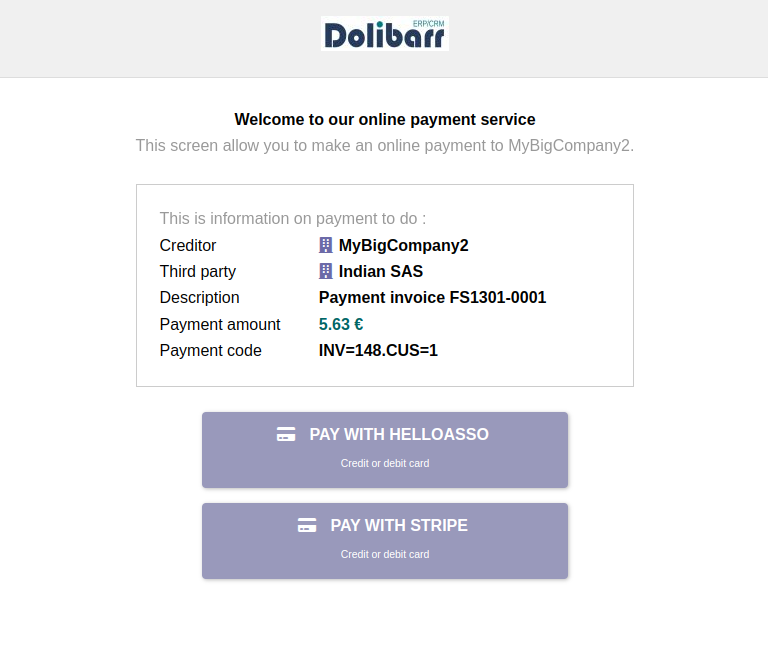 ERP/CRM
Dolibarr
Welcome to our online payment service
This screen allow you to make an online payment to MyBigCompany2.
This is information on payment to do :
Creditor MyBigCompany2
Third party Indian SAS
Description Payment invoice FS1301-0001
Payment amount 5.63 €
Payment code INV=148.CUS=1
PAY WITH HELLOASSO
Credit or debit card
PAY WITH STRIPE
Credit or debit card